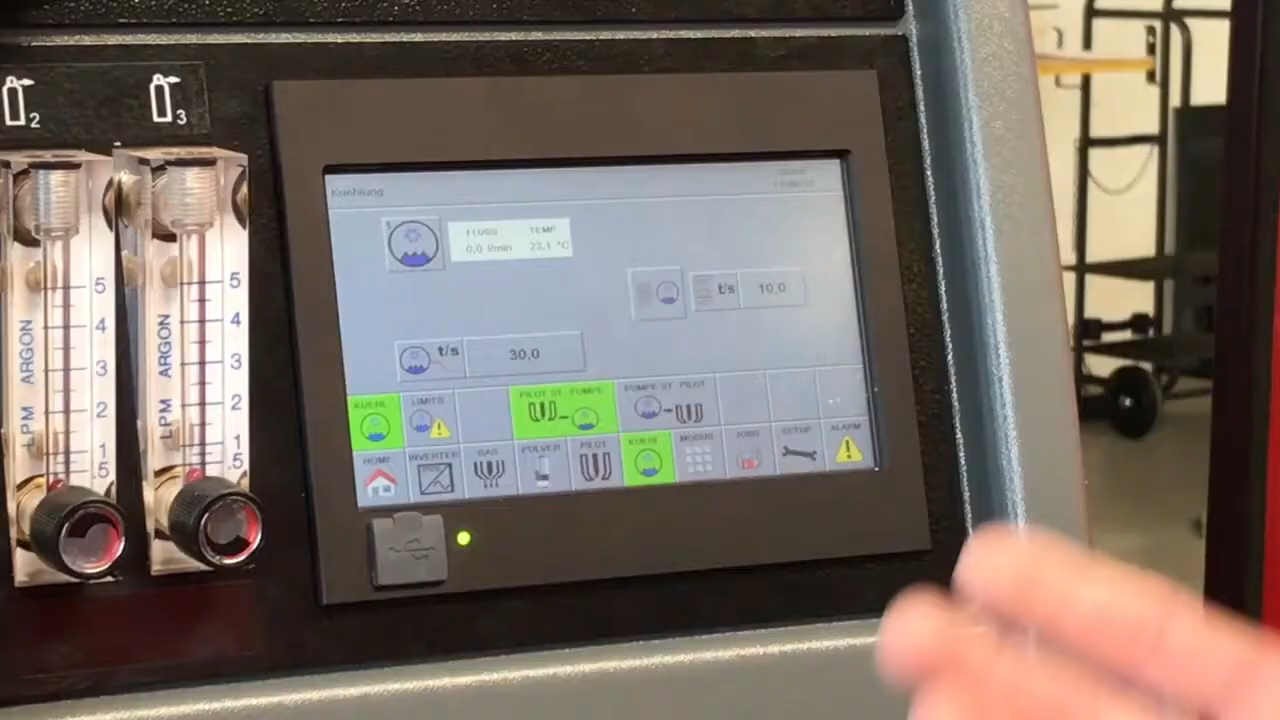 2
3
5
4
3
2
1
.5
LPM ARGON
5
4
3
2
1
.5
LPM ARGON
Kuehlung
FLUSS TEMP
0,0 l/min 23,1 °C
t/s 10,0
t/s 30,0
KUEHL LIMITS PILOT ST. PUMPE PUMPE ST. PILOT
HOME INVERTER GAS PULVER PILOT KUEHL MODUS JOBS SETUP ALARM